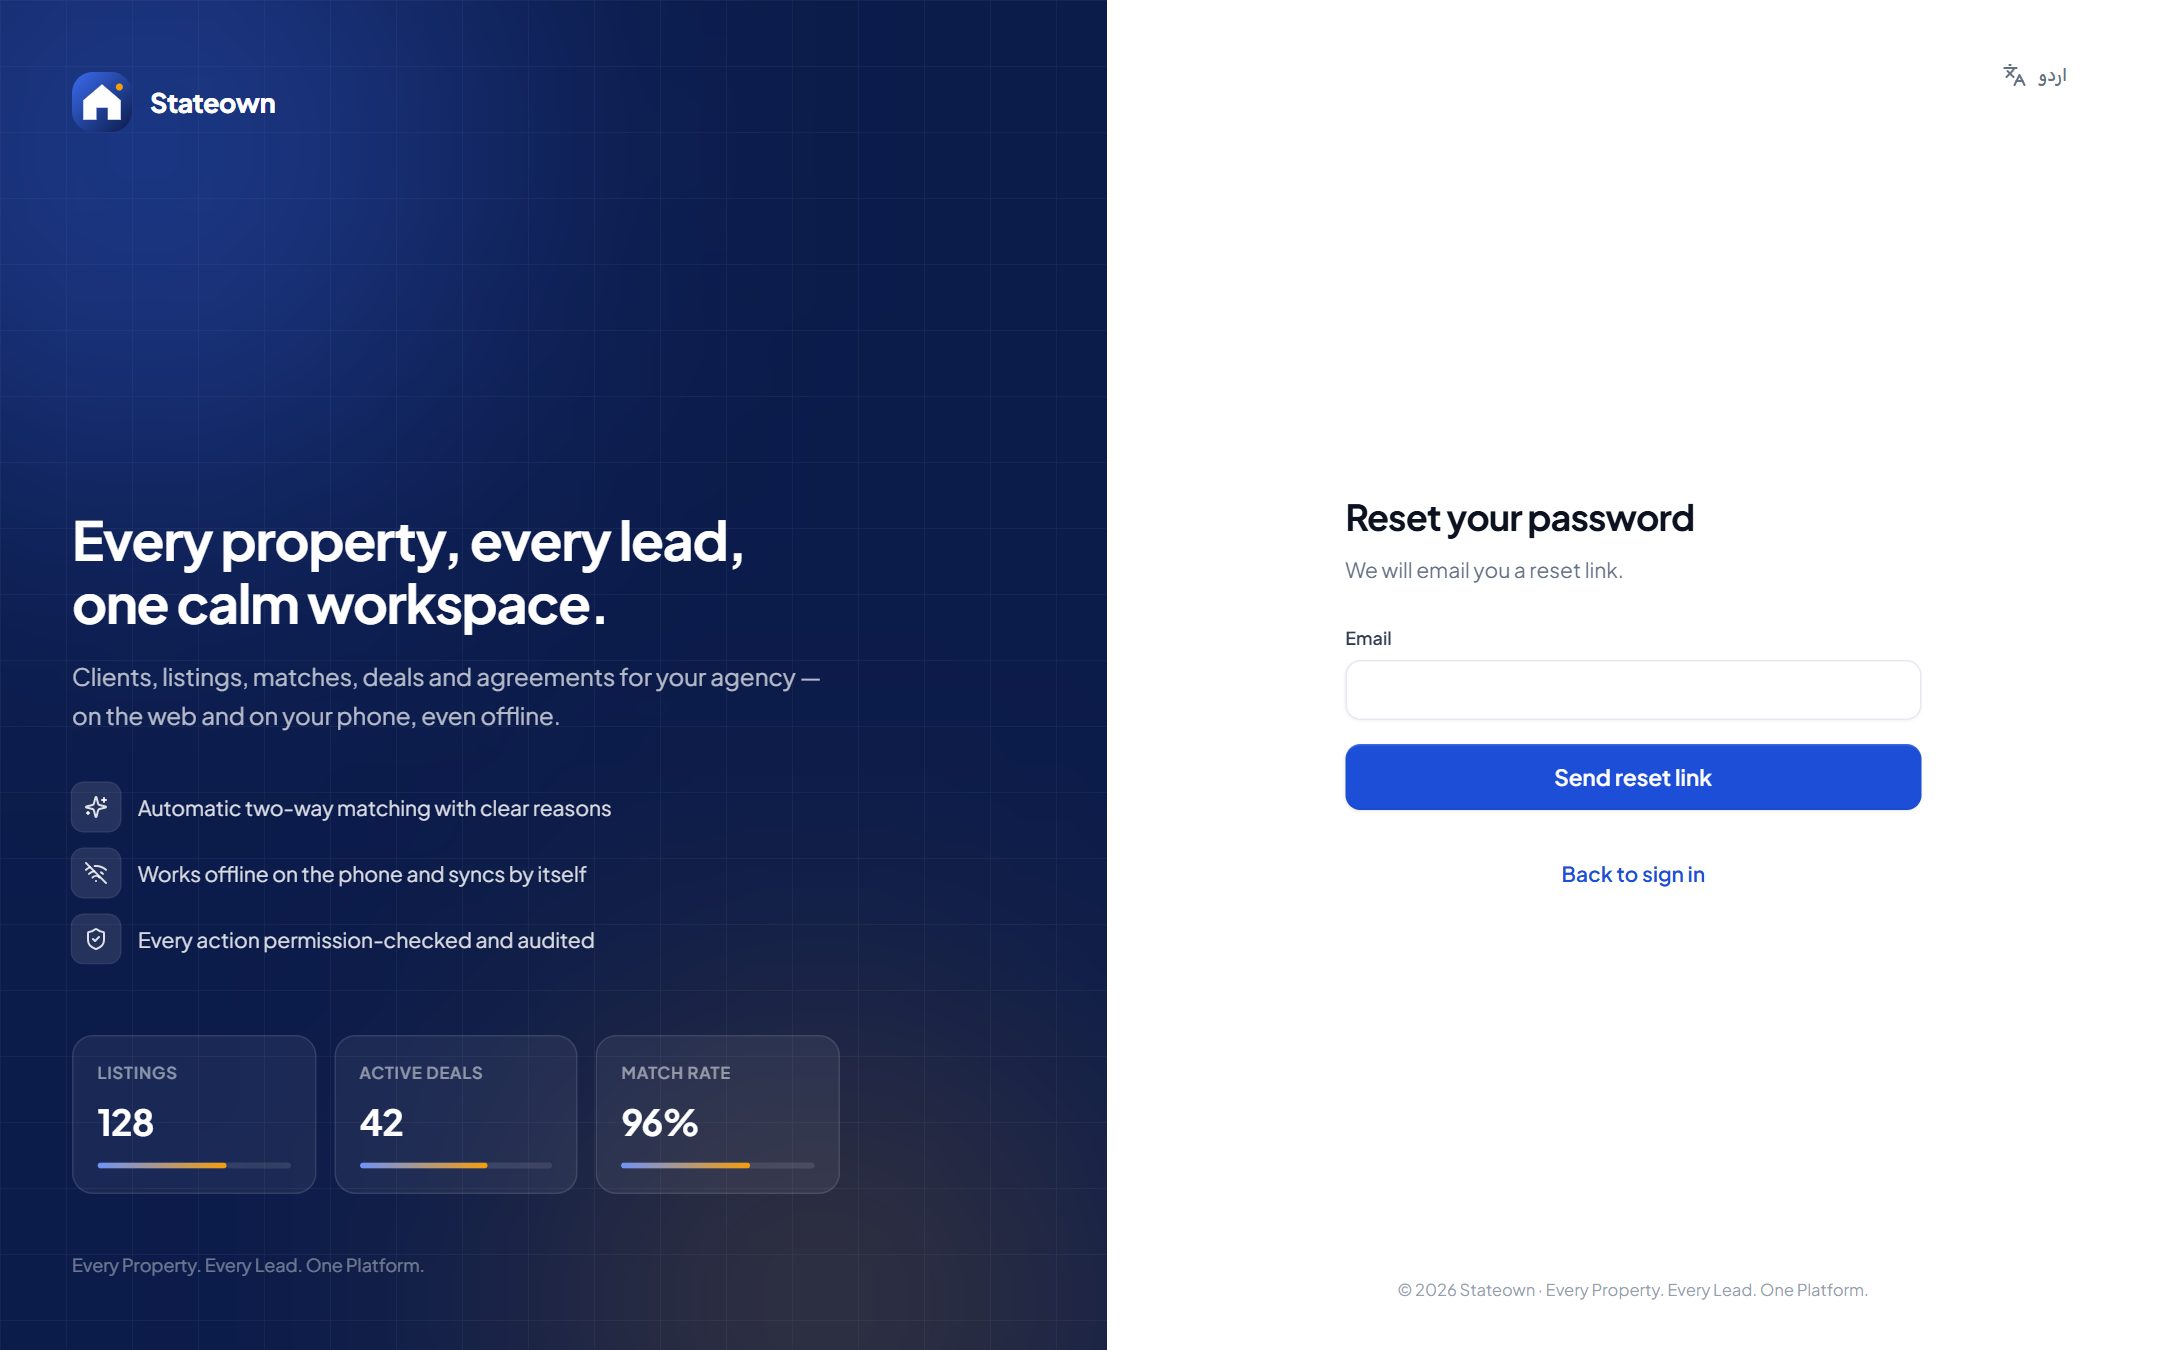 Stateown
Every property, every lead,
one calm workspace.
Clients, listings, matches, deals and agreements for your agency —
on the web and on your phone, even offline.
Automatic two-way matching with clear reasons
Works offline on the phone and syncs by itself
Every action permission-checked and audited
LISTINGS
128
ACTIVE DEALS
42
MATCH RATE
96%
Every Property. Every Lead. One Platform.
اردو
Reset your password
We will email you a reset link.
Email
Send reset link
Back to sign in
© 2026 Stateown · Every Property. Every Lead. One Platform.